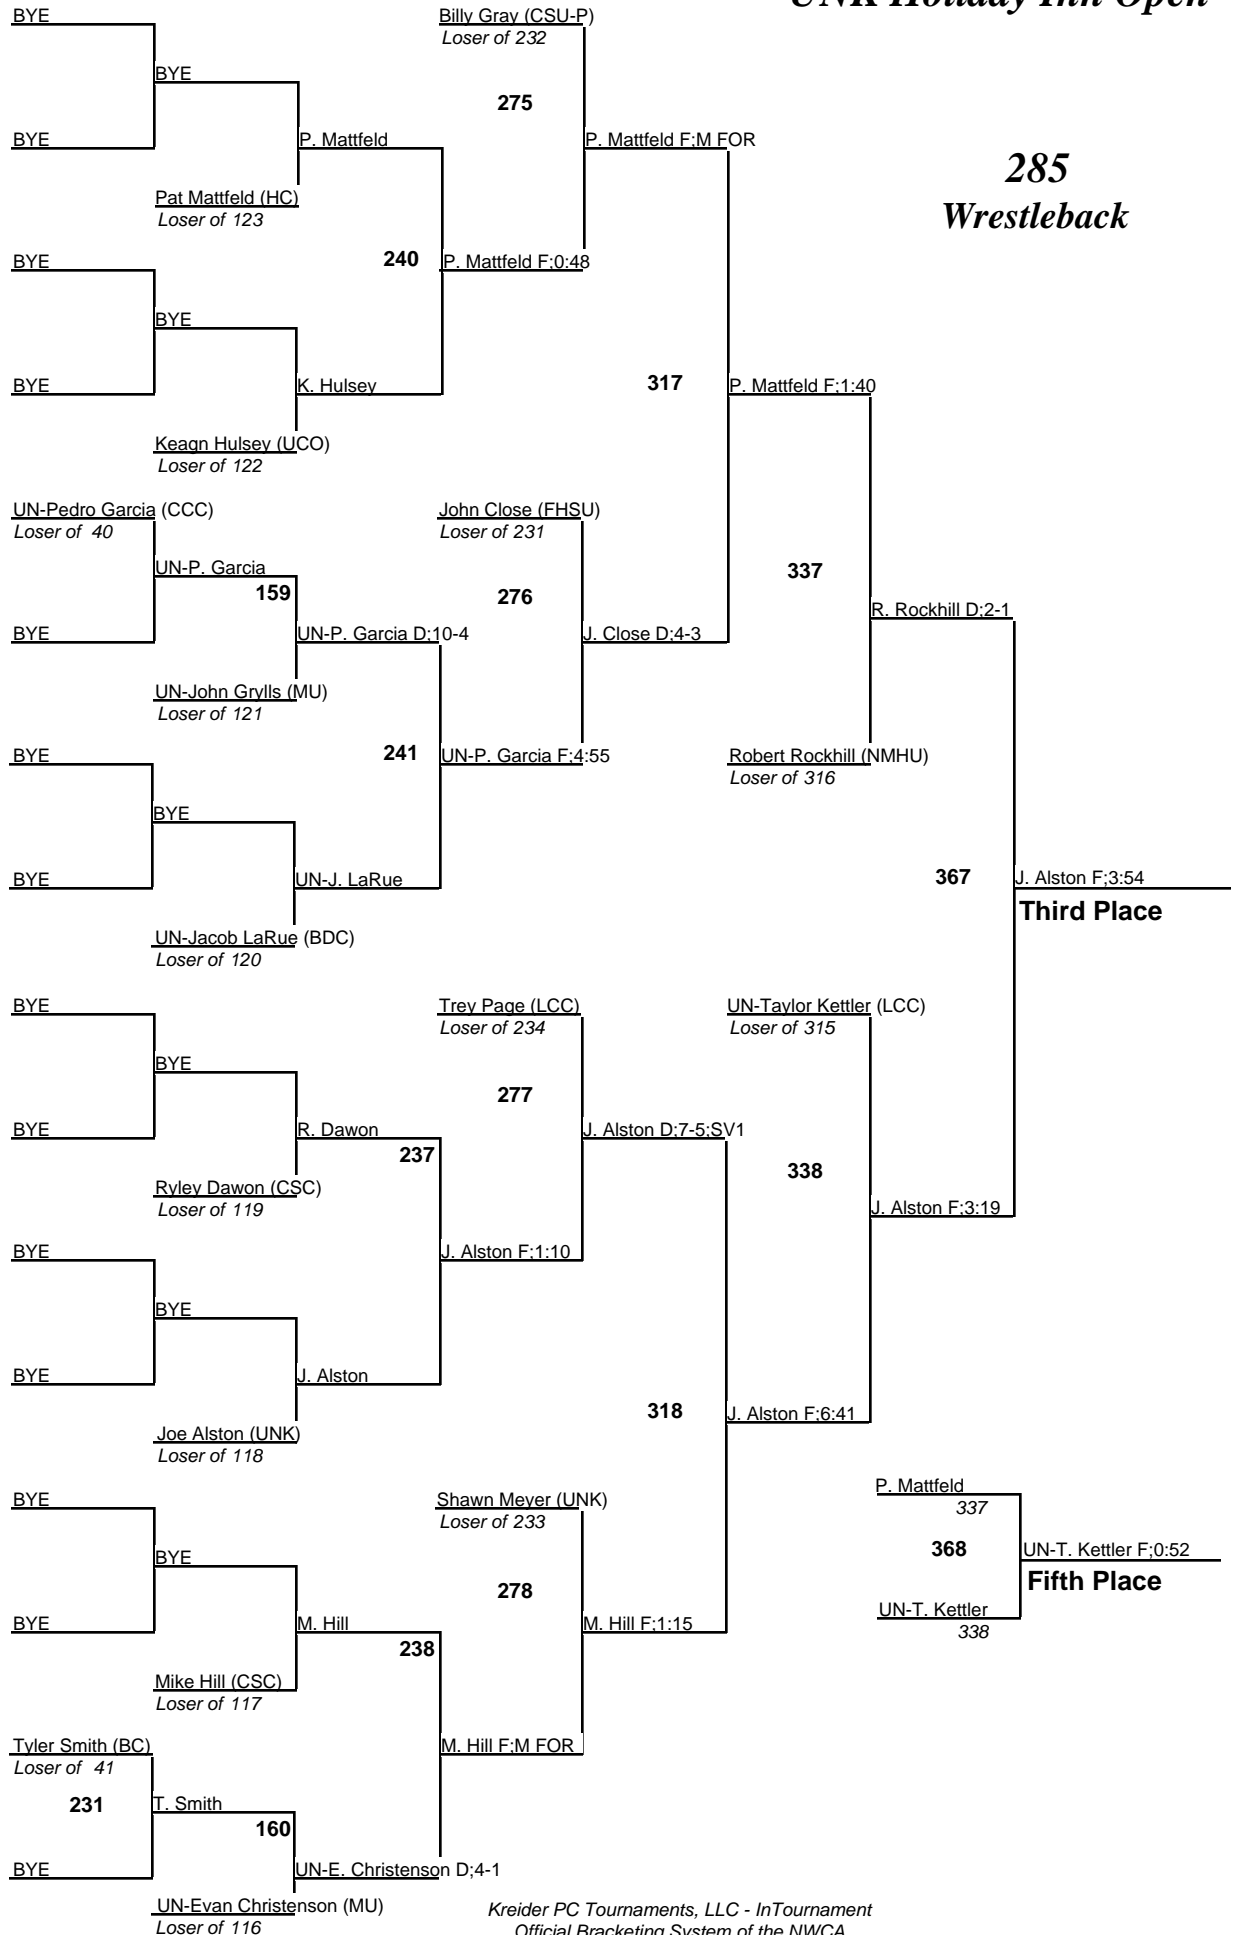 UNK Holiday Inn Open
285
Wrestleback
BYE
BYE
BYE
Pat Mattfeld (HC)
Loser of 123
P. Mattfeld
BYE
BYE
BYE
Keagn Hulsey (UCO)
Loser of 122
K. Hulsey
240
P. Mattfeld F;0:48
Billy Gray (CSU-P)
Loser of 232
275
P. Mattfeld F;M FOR
UN-Pedro Garcia (CCC)
Loser of 40
UN-P. Garcia
159
BYE
UN-P. Garcia D;10-4
UN-John Grylls (MU)
Loser of 121
BYE
BYE
BYE
UN-J. LaRue
UN-Jacob LaRue (BDC)
Loser of 120
241
UN-P. Garcia F;4:55
John Close (FHSU)
Loser of 231
276
J. Close D;4-3
317
P. Mattfeld F;1:40
337
R. Rockhill D;2-1
Robert Rockhill (NMHU)
Loser of 316
367
J. Alston F;3:54
Third Place
BYE
BYE
BYE
R. Dawon
Ryley Dawon (CSC)
Loser of 119
237
BYE
BYE
BYE
J. Alston
Joe Alston (UNK)
Loser of 118
J. Alston F;1:10
Trey Page (LCC)
Loser of 234
277
J. Alston D;7-5;SV1
UN-Taylor Kettler (LCC)
Loser of 315
338
J. Alston F;3:19
318
J. Alston F;6:41
BYE
BYE
BYE
M. Hill
Mike Hill (CSC)
Loser of 117
238
Shawn Meyer (UNK)
Loser of 233
278
M. Hill F;1:15
M. Hill F;M FOR
Tyler Smith (BC)
Loser of 41
231
T. Smith
160
BYE
UN-E. Christenson D;4-1
UN-Evan Christenson (MU)
Loser of 116
P. Mattfeld
337
368
UN-T. Kettler F;0:52
Fifth Place
UN-T. Kettler
338
Kreider PC Tournaments, LLC - InTournament
Official Bracketing System of the NWCA